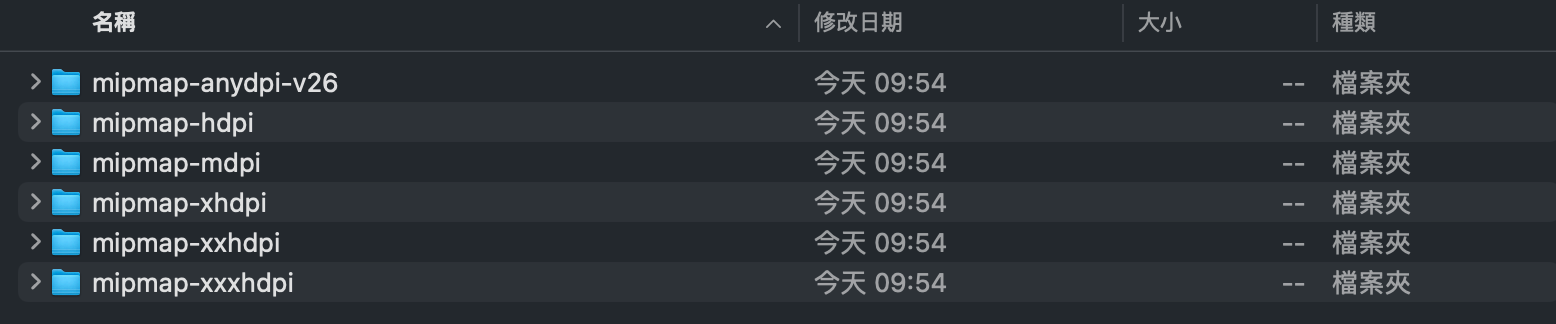 名稱 修改日期 大小 種類
mipmap-anydpi-v26 今天 09:54 -- 檔案夾
mipmap-hdpi 今天 09:54 -- 檔案夾
mipmap-mdpi 今天 09:54 -- 檔案夾
mipmap-xhdpi 今天 09:54 -- 檔案夾
mipmap-xxhdpi 今天 09:54 -- 檔案夾
mipmap-xxxhdpi 今天 09:54 -- 檔案夾